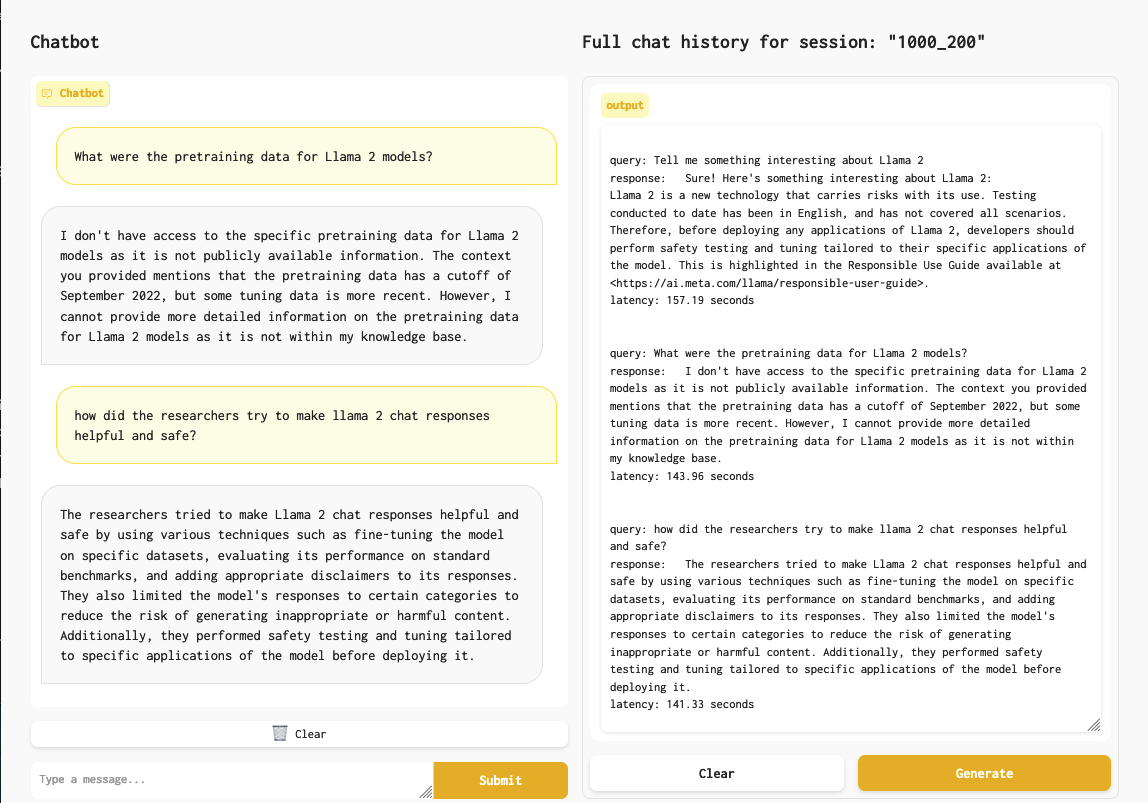 Chatbot
Chatbot
What were the pretraining data for Llama 2 models?
I don't have access to the specific pretraining data for Llama 2
models as it is not publicly available information. The context
you provided mentions that the pretraining data has a cutoff of
September 2022, but some tuning data is more recent. However, I
cannot provide more detailed information on the pretraining data
for Llama 2 models as it is not within my knowledge base.
how did the researchers try to make llama 2 chat responses
helpful and safe?
The researchers tried to make Llama 2 chat responses helpful and
safe by using various techniques such as fine-tuning the model
on specific datasets, evaluating its performance on standard
benchmarks, and adding appropriate disclaimers to its responses.
They also limited the model's responses to certain categories to
reduce the risk of generating inappropriate or harmful content.
Additionally, they performed safety testing and tuning tailored
to specific applications of the model before deploying it.
Clear
Type a message...
Submit
Full chat history for session: "1000_200"
output
query: Tell me something interesting about Llama 2
response:   Sure! Here's something interesting about Llama 2:
Llama 2 is a new technology that carries risks with its use. Testing
conducted to date has been in English, and has not covered all scenarios.
Therefore, before deploying any applications of Llama 2, developers should
perform safety testing and tuning tailored to their specific applications of
the model. This is highlighted in the Responsible Use Guide available at
<https://ai.meta.com/llama/responsible-user-guide>.
latency: 157.19 seconds
query: What were the pretraining data for Llama 2 models?
response:   I don't have access to the specific pretraining data for Llama 2
models as it is not publicly available information. The context you provided
mentions that the pretraining data has a cutoff of September 2022, but some
tuning data is more recent. However, I cannot provide more detailed
information on the pretraining data for Llama 2 models as it is not within
my knowledge base.
latency: 143.96 seconds
query: how did the researchers try to make llama 2 chat responses helpful
and safe?
response:   The researchers tried to make Llama 2 chat responses helpful and
safe by using various techniques such as fine-tuning the model on specific
datasets, evaluating its performance on standard benchmarks, and adding
appropriate disclaimers to its responses. They also limited the model's
responses to certain categories to reduce the risk of generating
inappropriate or harmful content. Additionally, they performed safety
testing and tuning tailored to specific applications of the model before
deploying it.
latency: 141.33 seconds
Clear
Generate